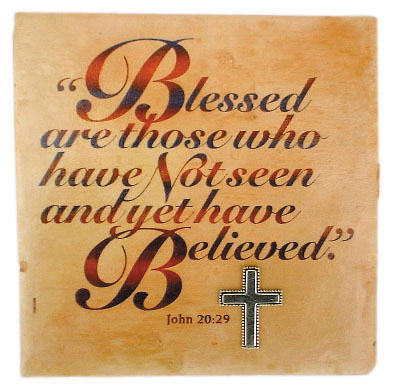 “Blessed
are those who
have Not seen
and yet have
Believed.”
John 20:29